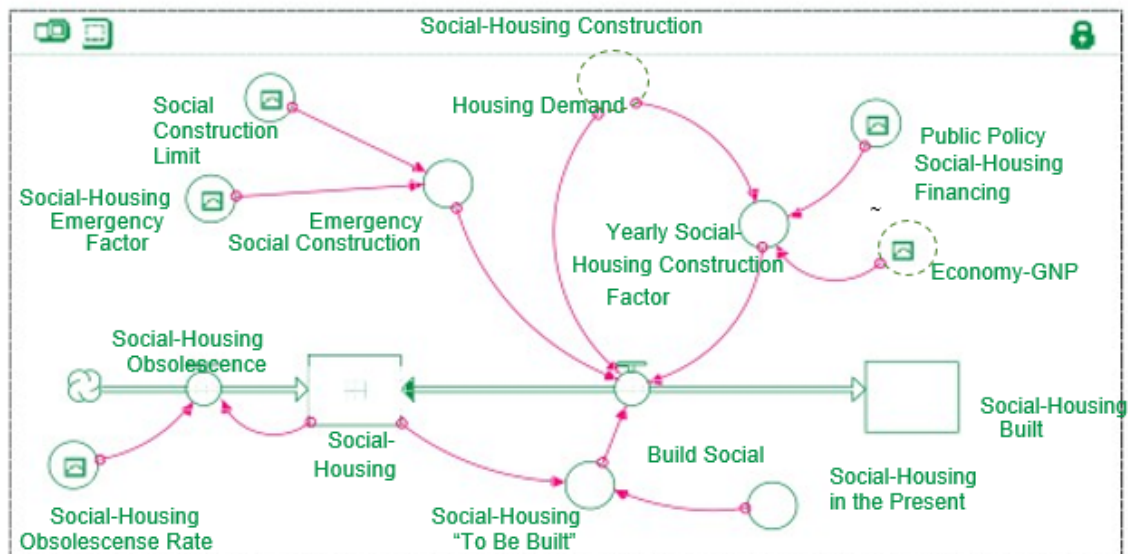 Social-Housing Construction
Social
Construction
Limit
Housing Demand
Public Policy
Social-Housing
Financing
Social-Housing
Emergency
Factor
Emergency
Social Construction
Yearly Social-
Housing Construction
Factor
~
Economy-GNP
Social-Housing
Obsolescence
Social-
Housing
Social-Housing
Built
Build Social
Social-Housing
in the Present
Social-Housing
"To Be Built"
Social-Housing
Obsolescense Rate